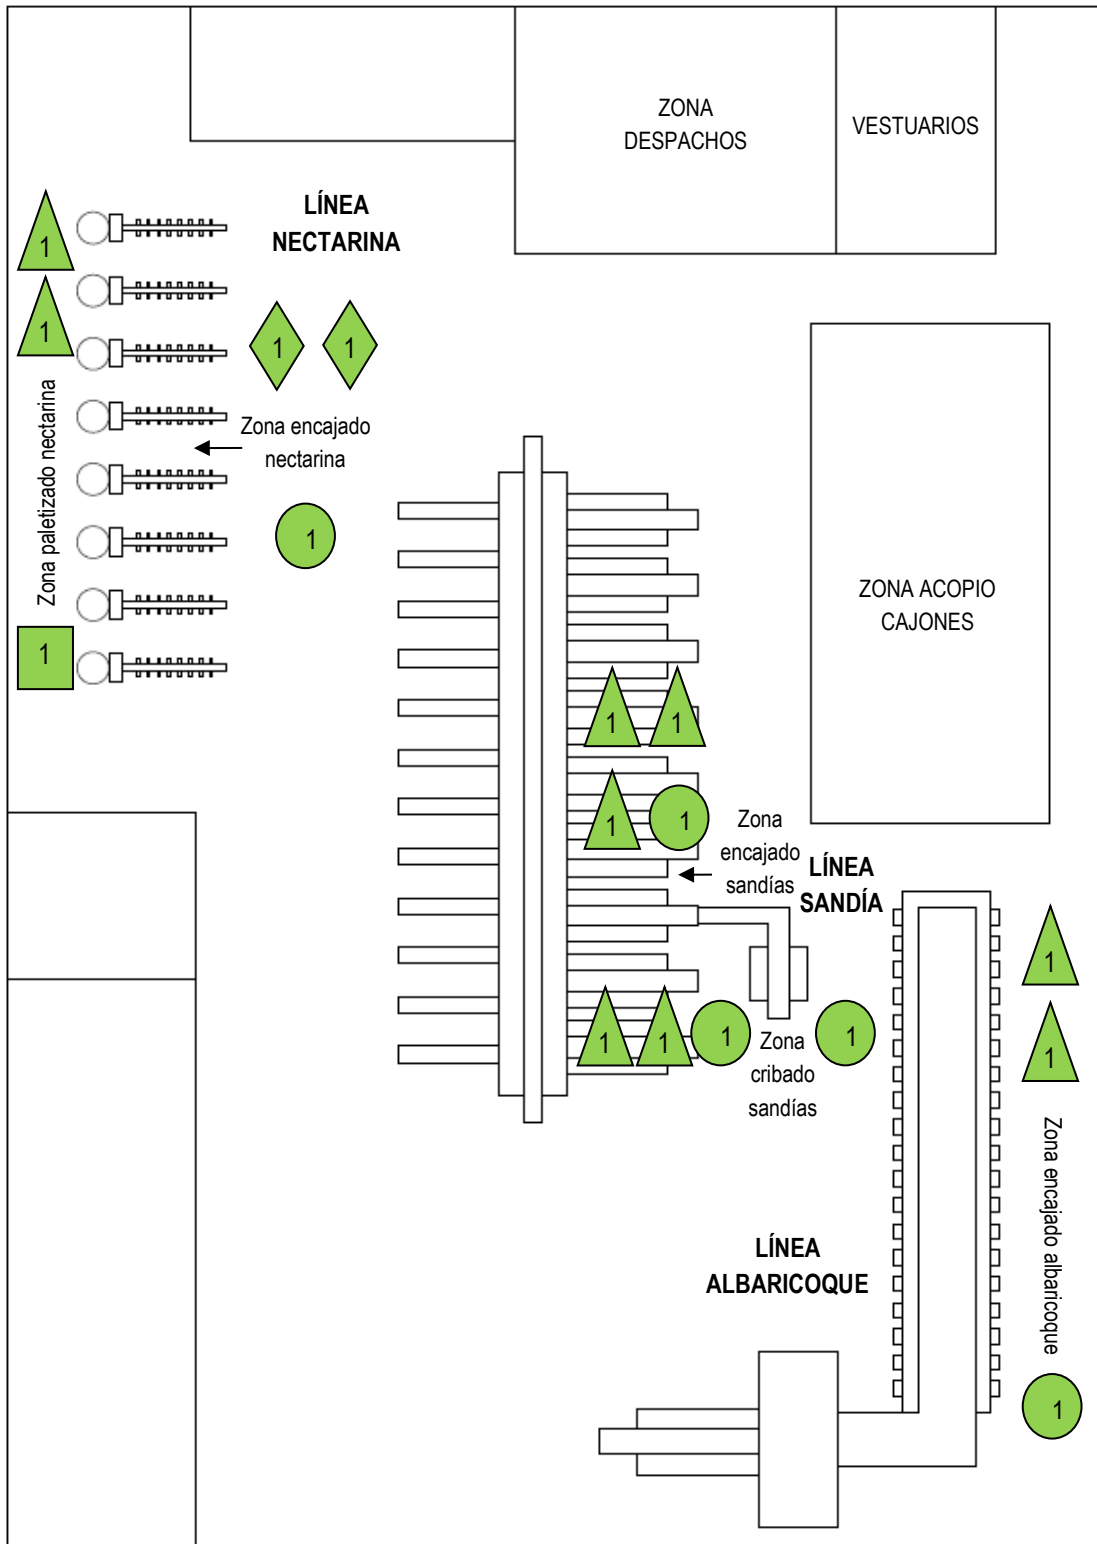 ZONA
DESPACHOS
VESTUARIOS
LÍNEA
NECTARINA
1
1
1
1
Zona encajado
nectarina
Zona paletizado nectarina
1
1
ZONA ACOPIO
CAJONES
1
1
1
1
Zona
encajado
sandías
LÍNEA
SANDÍA
1
1
1
1
1
1
Zona
cribado
sandías
Zona encajado albaricoque
LÍNEA
ALBARICOQUE
1